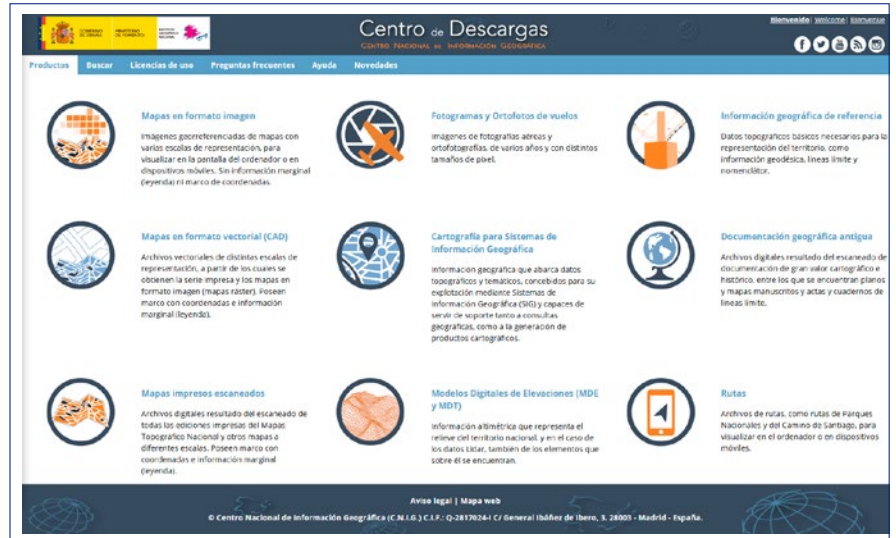 GOBIERNO DE ESPAÑA
MINISTERIO DE FOMENTO
Centro de Descargas
CENTRO NACIONAL DE INFORMACIÓN GEOGRÁFICA
Bienvenido | Welcome | Bienvenue
Productos Buscar Licencias de uso Preguntas frecuentes Ayuda Novedades
Mapas en formato imagen
Imágenes georreferenciadas de mapas con
varias escalas de representación, para
visualizar en la pantalla del ordenador o en
dispositivos móviles. Sin información marginal
(leyenda) ni marco de coordenadas.
Fotogramas y Ortofotos de vuelos
Imágenes de fotografías aéreas y
ortofotografías, de varios años y con distintos
tamaños de píxel.
Información geográfica de referencia
Datos topográficos básicos necesarios para la
representación del territorio, como
información geodésica, líneas límite y
nomenclátor.
Mapas en formato vectorial (CAD)
Archivos vectoriales de distintas escalas de
representación, a partir de los cuales se
obtienen la serie impresa y los mapas en
formato imagen (mapas ráster). Poseen
marco con coordenadas e información
marginal (leyenda).
Cartografía para Sistemas de
Información Geográfica
Información geográfica que abarca datos
topográficos y temáticos, concebidos para su
explotación mediante Sistemas de
Información Geográfica (SIG) y capaces de
servir de soporte tanto a consultas
geográficas, como a la generación de
productos cartográficos.
Documentación geográfica antigua
Archivos digitales resultado del escaneado de
documentación de gran valor cartográfico e
histórico, entre los que se encuentran planos
y mapas manuscritos y actas y cuadernos de
líneas límite.
Mapas impresos escaneados
Archivos digitales resultado del escaneado de
todas las ediciones impresas del Mapas
Topográfico Nacional y otros mapas a
diferentes escalas. Poseen marco con
coordenadas e información marginal
(leyenda).
Modelos Digitales de Elevaciones (MDE
y MDT)
Información altimétrica que representa el
relieve del territorio nacional, y en el caso de
los datos Lidar, también de los elementos que
sobre él se encuentran.
Rutas
Archivos de rutas, como rutas de Parques
Nacionales y del Camino de Santiago, para
visualizar en el ordenador o en dispositivos
móviles.
Aviso legal | Mapa web
© Centro Nacional de Información Geográfica (C.N.I.G.) C.I.F.: Q-2817024-I C/ General Ibáñez de Ibero, 3. 28003 - Madrid - España.